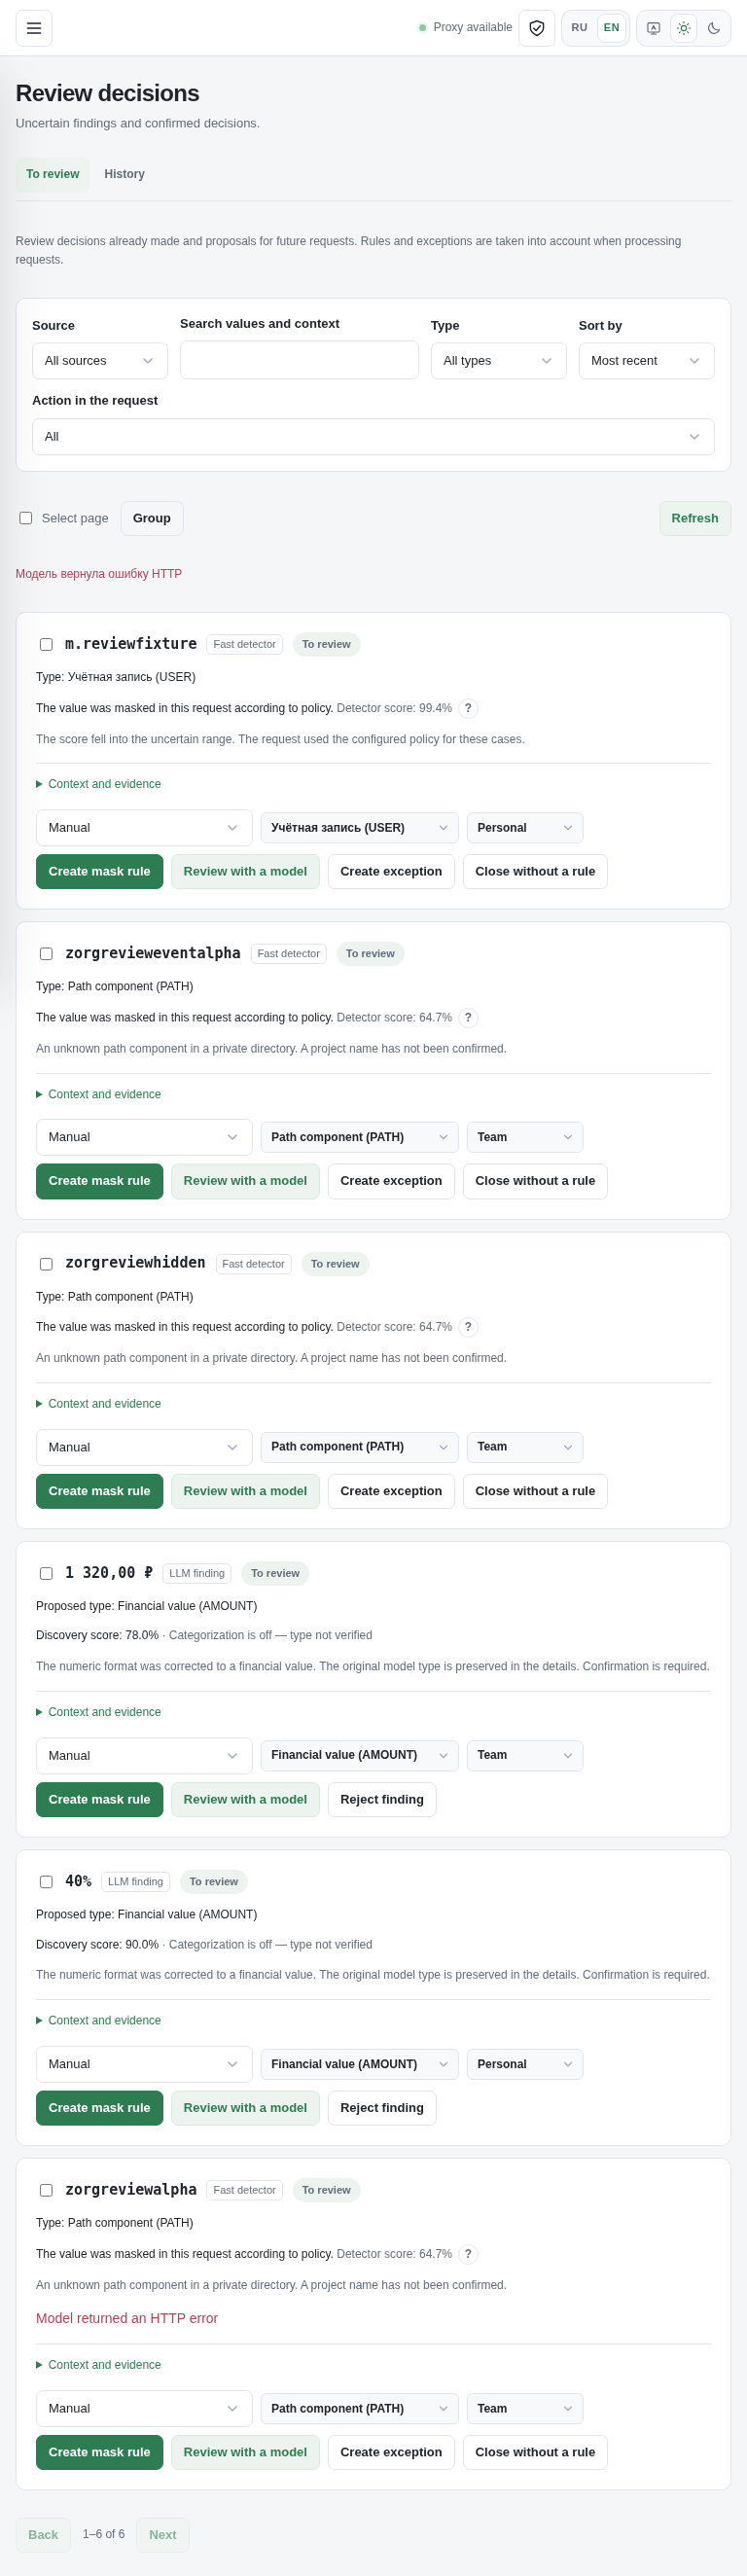 Proxy available
RU
EN
Review decisions
Uncertain findings and confirmed decisions.
To review
History
Review decisions already made and proposals for future requests. Rules and exceptions are taken into account when processing
requests.
Source
Search values and context
Type
Sort by
All sources
All types
Most recent
Action in the request
All
Select page
Group
Refresh
Модель вернула ошибку HTTP
m.reviewfixture Fast detector To review
Type: Учётная запись (USER)
The value was masked in this request according to policy. Detector score: 99.4% ?
The score fell into the uncertain range. The request used the configured policy for these cases.
Context and evidence
Manual Учётная запись (USER) Personal
Create mask rule Review with a model Create exception Close without a rule
zorgrevieweventalpha Fast detector To review
Type: Path component (PATH)
The value was masked in this request according to policy. Detector score: 64.7% ?
An unknown path component in a private directory. A project name has not been confirmed.
Context and evidence
Manual Path component (PATH) Team
Create mask rule Review with a model Create exception Close without a rule
zorgreviewhidden Fast detector To review
Type: Path component (PATH)
The value was masked in this request according to policy. Detector score: 64.7% ?
An unknown path component in a private directory. A project name has not been confirmed.
Context and evidence
Manual Path component (PATH) Team
Create mask rule Review with a model Create exception Close without a rule
1 320,00 ₽ LLM finding To review
Proposed type: Financial value (AMOUNT)
Discovery score: 78.0% · Categorization is off — type not verified
The numeric format was corrected to a financial value. The original model type is preserved in the details. Confirmation is required.
Context and evidence
Manual Financial value (AMOUNT) Team
Create mask rule Review with a model Reject finding
40% LLM finding To review
Proposed type: Financial value (AMOUNT)
Discovery score: 90.0% · Categorization is off — type not verified
The numeric format was corrected to a financial value. The original model type is preserved in the details. Confirmation is required.
Context and evidence
Manual Financial value (AMOUNT) Personal
Create mask rule Review with a model Reject finding
zorgreviewalpha Fast detector To review
Type: Path component (PATH)
The value was masked in this request according to policy. Detector score: 64.7% ?
An unknown path component in a private directory. A project name has not been confirmed.
Model returned an HTTP error
Context and evidence
Manual Path component (PATH) Team
Create mask rule Review with a model Create exception Close without a rule
Back 1–6 of 6 Next